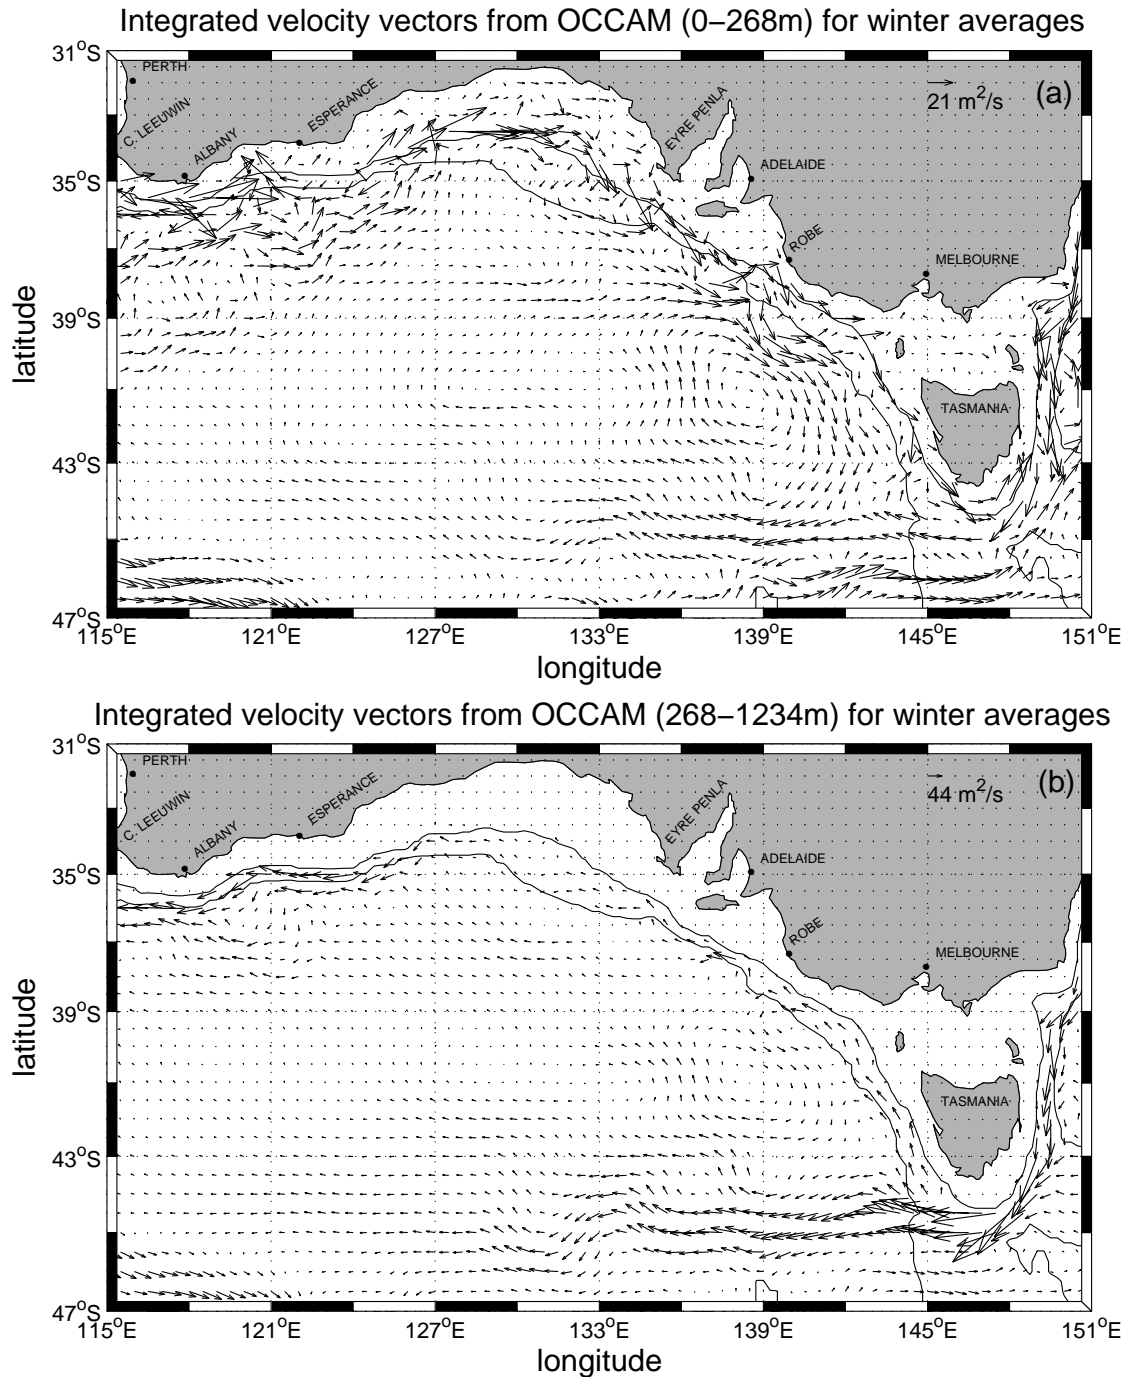 Integrated velocity vectors from OCCAM (0–268m) for winter averages
31°S
PERTH
C. LEEUWIN
ALBANY
ESPERANCE
EYRE PENLA
21 m²/s
(a)
35°S
ADELAIDE
ROBE
MELBOURNE
39°S
TASMANIA
43°S
47°S
latitude
115°E 121°E 127°E 133°E 139°E 145°E 151°E
longitude
Integrated velocity vectors from OCCAM (268–1234m) for winter averages
31°S
PERTH
C. LEEUWIN
ALBANY
ESPERANCE
EYRE PENLA
44 m²/s
(b)
35°S
ADELAIDE
ROBE
MELBOURNE
39°S
TASMANIA
43°S
47°S
latitude
115°E 121°E 127°E 133°E 139°E 145°E 151°E
longitude